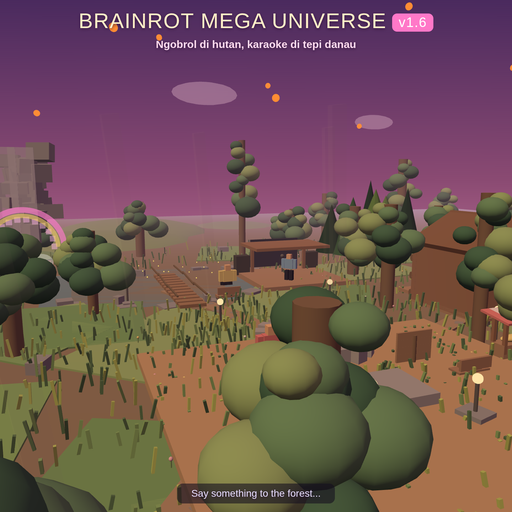 BRAINROT MEGA UNIVERSE v1.6
Ngobrol di hutan, karaoke di tepi danau
Say something to the forest...